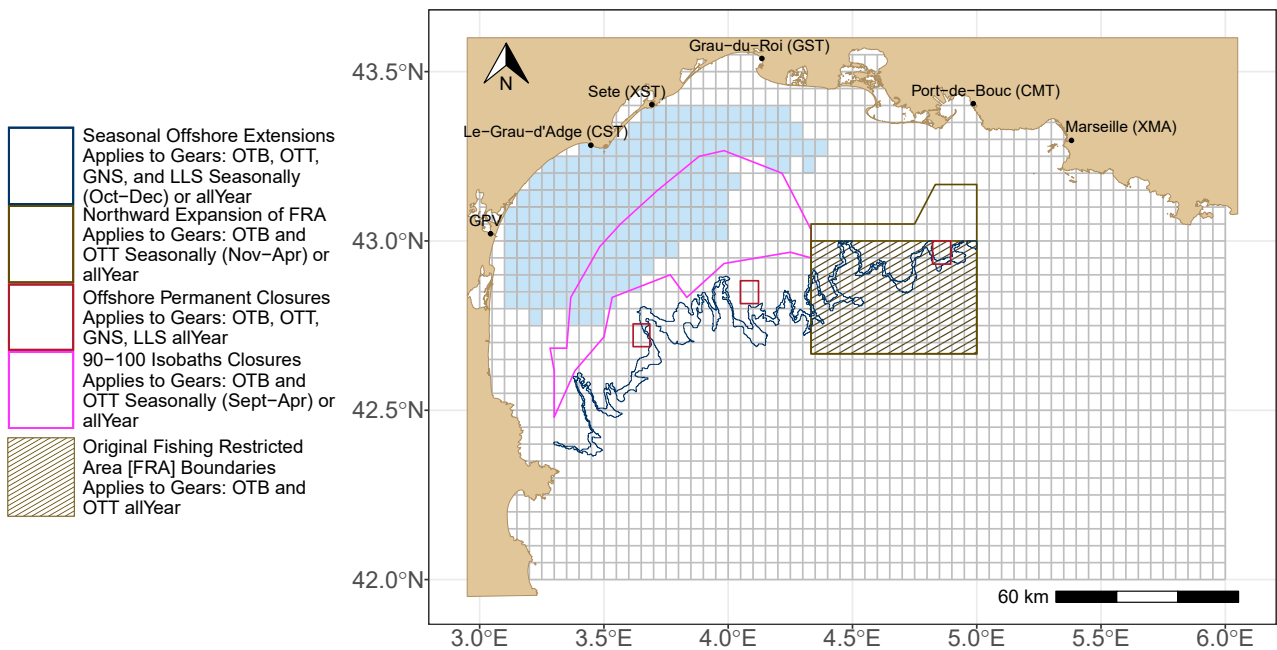 Seasonal Offshore Extensions
Applies to Gears: OTB, OTT,
GNS, and LLS Seasonally
(Oct−Dec) or allYear
Northward Expansion of FRA
Applies to Gears: OTB and
OTT Seasonally (Nov−Apr) or
allYear
Offshore Permanent Closures
Applies to Gears: OTB, OTT,
GNS, LLS allYear
90−100 Isobaths Closures
Applies to Gears: OTB and
OTT Seasonally (Sept−Apr) or
allYear
Original Fishing Restricted
Area [FRA] Boundaries
Applies to Gears: OTB and
OTT allYear
43.5°N
43.0°N
42.5°N
42.0°N
N
Grau−du−Roi (GST)
Sete (XST)
Port−de−Bouc (CMT)
Le−Grau−d'Adge (CST)
Marseille (XMA)
GPV
60 km
3.0°E 3.5°E 4.0°E 4.5°E 5.0°E 5.5°E 6.0°E